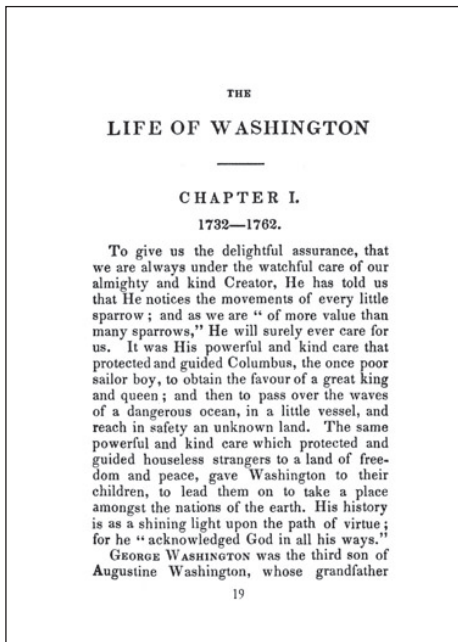 THE
LIFE OF WASHINGTON
CHAPTER I.
1732—1762.
To give us the delightful assurance, that
we are always under the watchful care of our
almighty and kind Creator, He has told us
that He notices the movements of every little
sparrow ; and as we are “ of more value than
many sparrows,” He will surely ever care for
us. It was His powerful and kind care that
protected and guided Columbus, the once poor
sailor boy, to obtain the favour of a great king
and queen ; and then to pass over the waves
of a dangerous ocean, in a little vessel, and
reach in safety an unknown land. The same
powerful and kind care which protected and
guided houseless strangers to a land of free-
dom and peace, gave Washington to their
children, to lead them on to take a place
amongst the nations of the earth. His history
is as a shining light upon the path of virtue ;
for he “ acknowledged God in all his ways.”
GEORGE WASHINGTON was the third son of
Augustine Washington, whose grandfather
19